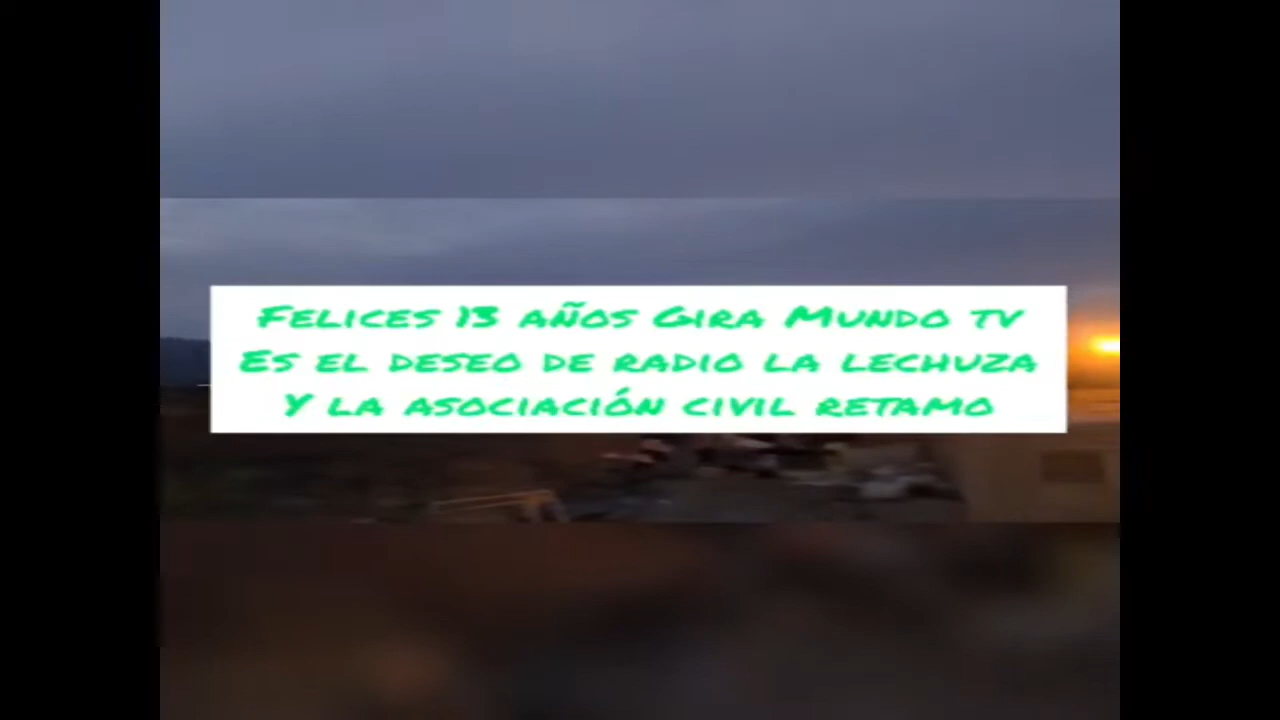 Felices 13 años Gira Mundo tv
Es el deseo de radio la lechuza
Y la asociación civil retamo